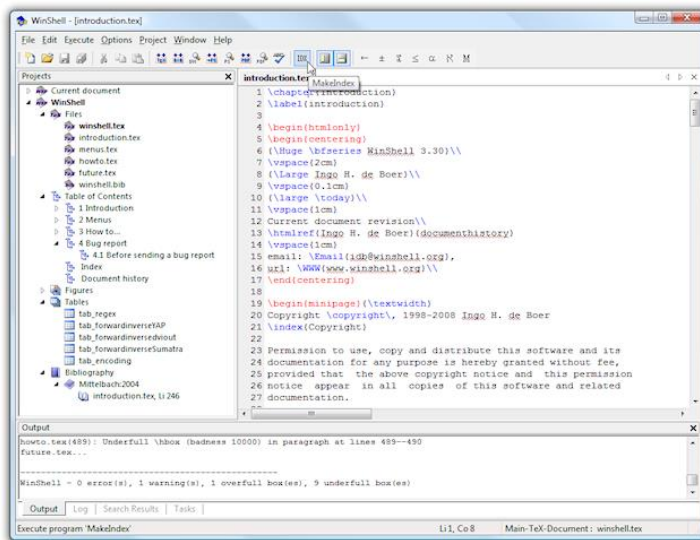 WinShell - [introduction.tex]
File Edit Execute Options Project Window Help
Projects
Current document
WinShell
Files
winshell.tex
introduction.tex
menus.tex
howto.tex
future.tex
winshell.bib
Table of Contents
1 Introduction
2 Menus
3 How to...
4 Bug report
4.1 Before sending a bug report
Index
Document history
Figures
Tables
tab_regex
tab_forwardinverseYAP
tab_forwardinversedviout
tab_forwardinverseSumatra
tab_encoding
Bibliography
Mittelbach:2004
introduction.tex, Li 246
introduction.tex
MakeIndex
1 \chapter{introduction}
2 \label{introduction}
3
4 \begin{htmlonly}
5 \begin{centering}
6 {\Huge \bfseries WinShell 3.30}\\
7 \vspace{2cm}
8 {\Large Ingo H. de Boer}\\
9 \vspace{0.1cm}
10 {\large \today}\\
11 \vspace{1cm}
12 Current document revision\\
13 \htmlref{Ingo H. de Boer}{documenthistory}
14 \vspace{1cm}
15 email: \Email{idb@winshell.org},
16 url: \WWW{www.winshell.org}\\
17 \end{centering}
18
19 \begin{minipage}{\textwidth}
20 Copyright \copyright\, 1998-2008 Ingo H. de Boer
21 \index{Copyright}
22
23 Permission to use, copy and distribute this software and its
24 documentation for any purpose is hereby granted without fee,
25 provided that the above copyright notice and this permission
26 notice appear in all copies of this software and related
27 documentation.
Output
howto.tex(489): Underfull \hbox (badness 10000) in paragraph at lines 489--490
future.tex...
WinShell - 0 error(s), 1 warning(s), 1 overfull box(es), 9 underfull box(es)
Output Log Search Results Tasks
Execute program 'MakeIndex' Li 1, Co 8 Main-TeX-Document: winshell.tex